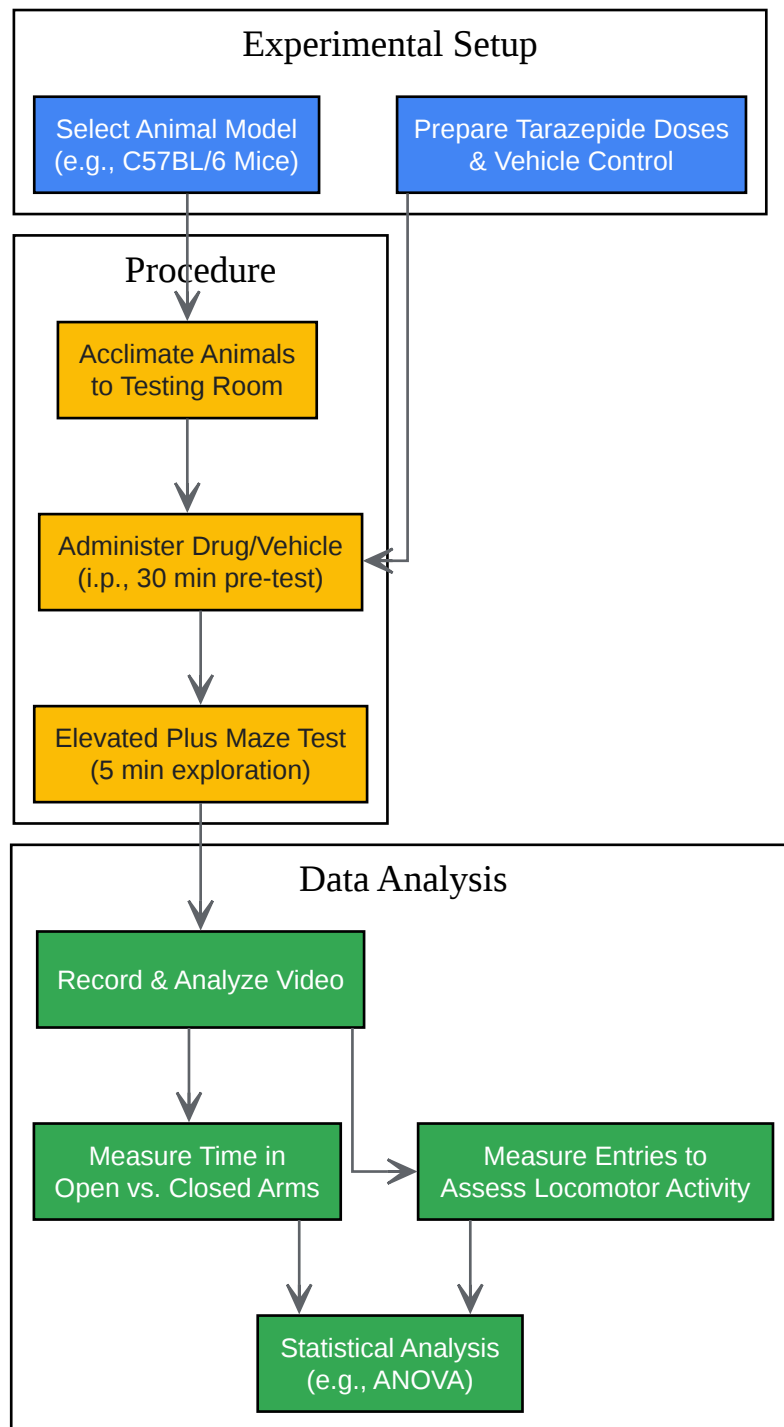 Experimental Setup
Select Animal Model
(e.g., C57BL/6 Mice)
Prepare Tarazepide Doses
& Vehicle Control
Procedure
Acclimate Animals
to Testing Room
Administer Drug/Vehicle
(i.p., 30 min pre-test)
Elevated Plus Maze Test
(5 min exploration)
Data Analysis
Record & Analyze Video
Measure Time in
Open vs. Closed Arms
Measure Entries to
Assess Locomotor Activity
Statistical Analysis
(e.g., ANOVA)